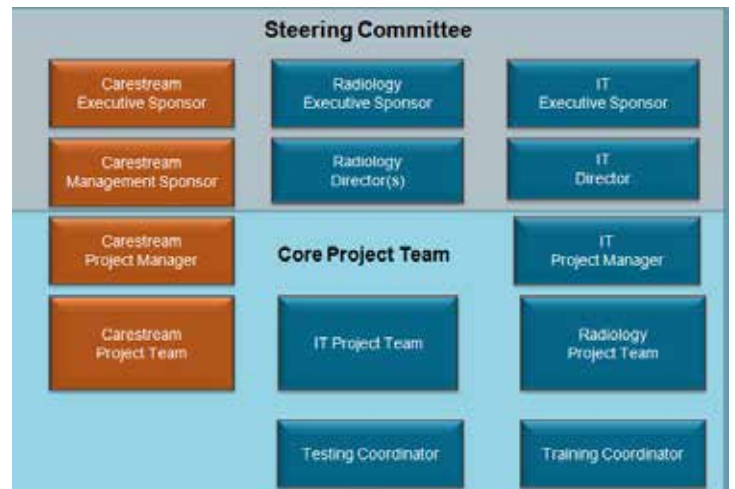 Steering Committee
Carestream
Executive Sponsor
Radiology
Executive Sponsor
IT
Executive Sponsor
Carestream
Management Sponsor
Radiology
Director(s)
IT
Director
Carestream
Project Manager
Core Project Team
IT
Project Manager
Carestream
Project Team
IT Project Team
Radiology
Project Team
Testing Coordinator
Training Coordinator